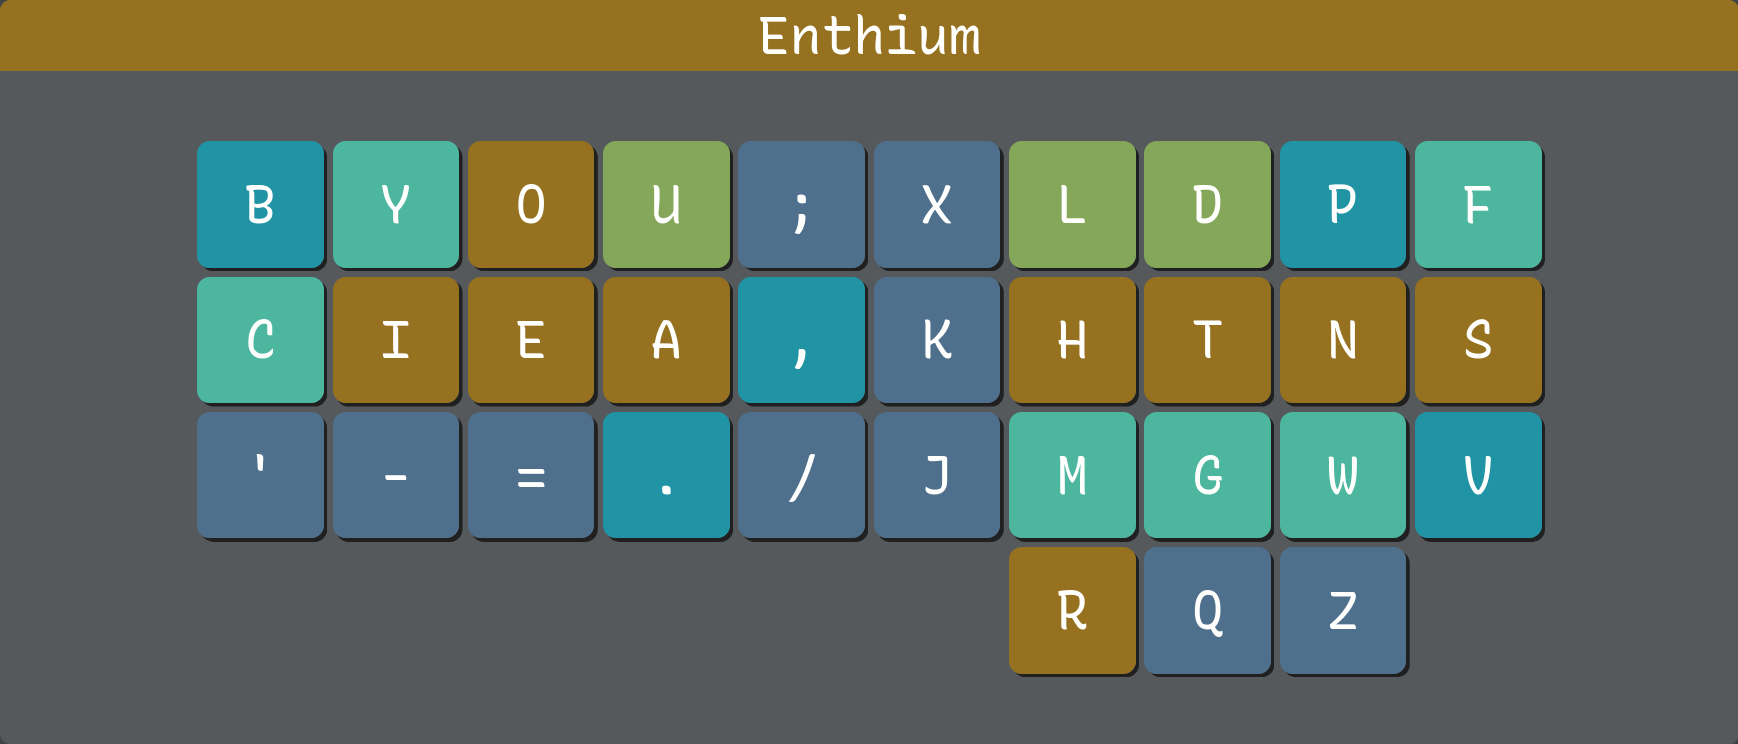 Enthium
B Y O U ; X L D P F
C I E A , K H T N S
' - = . / J M G W V
R Q Z